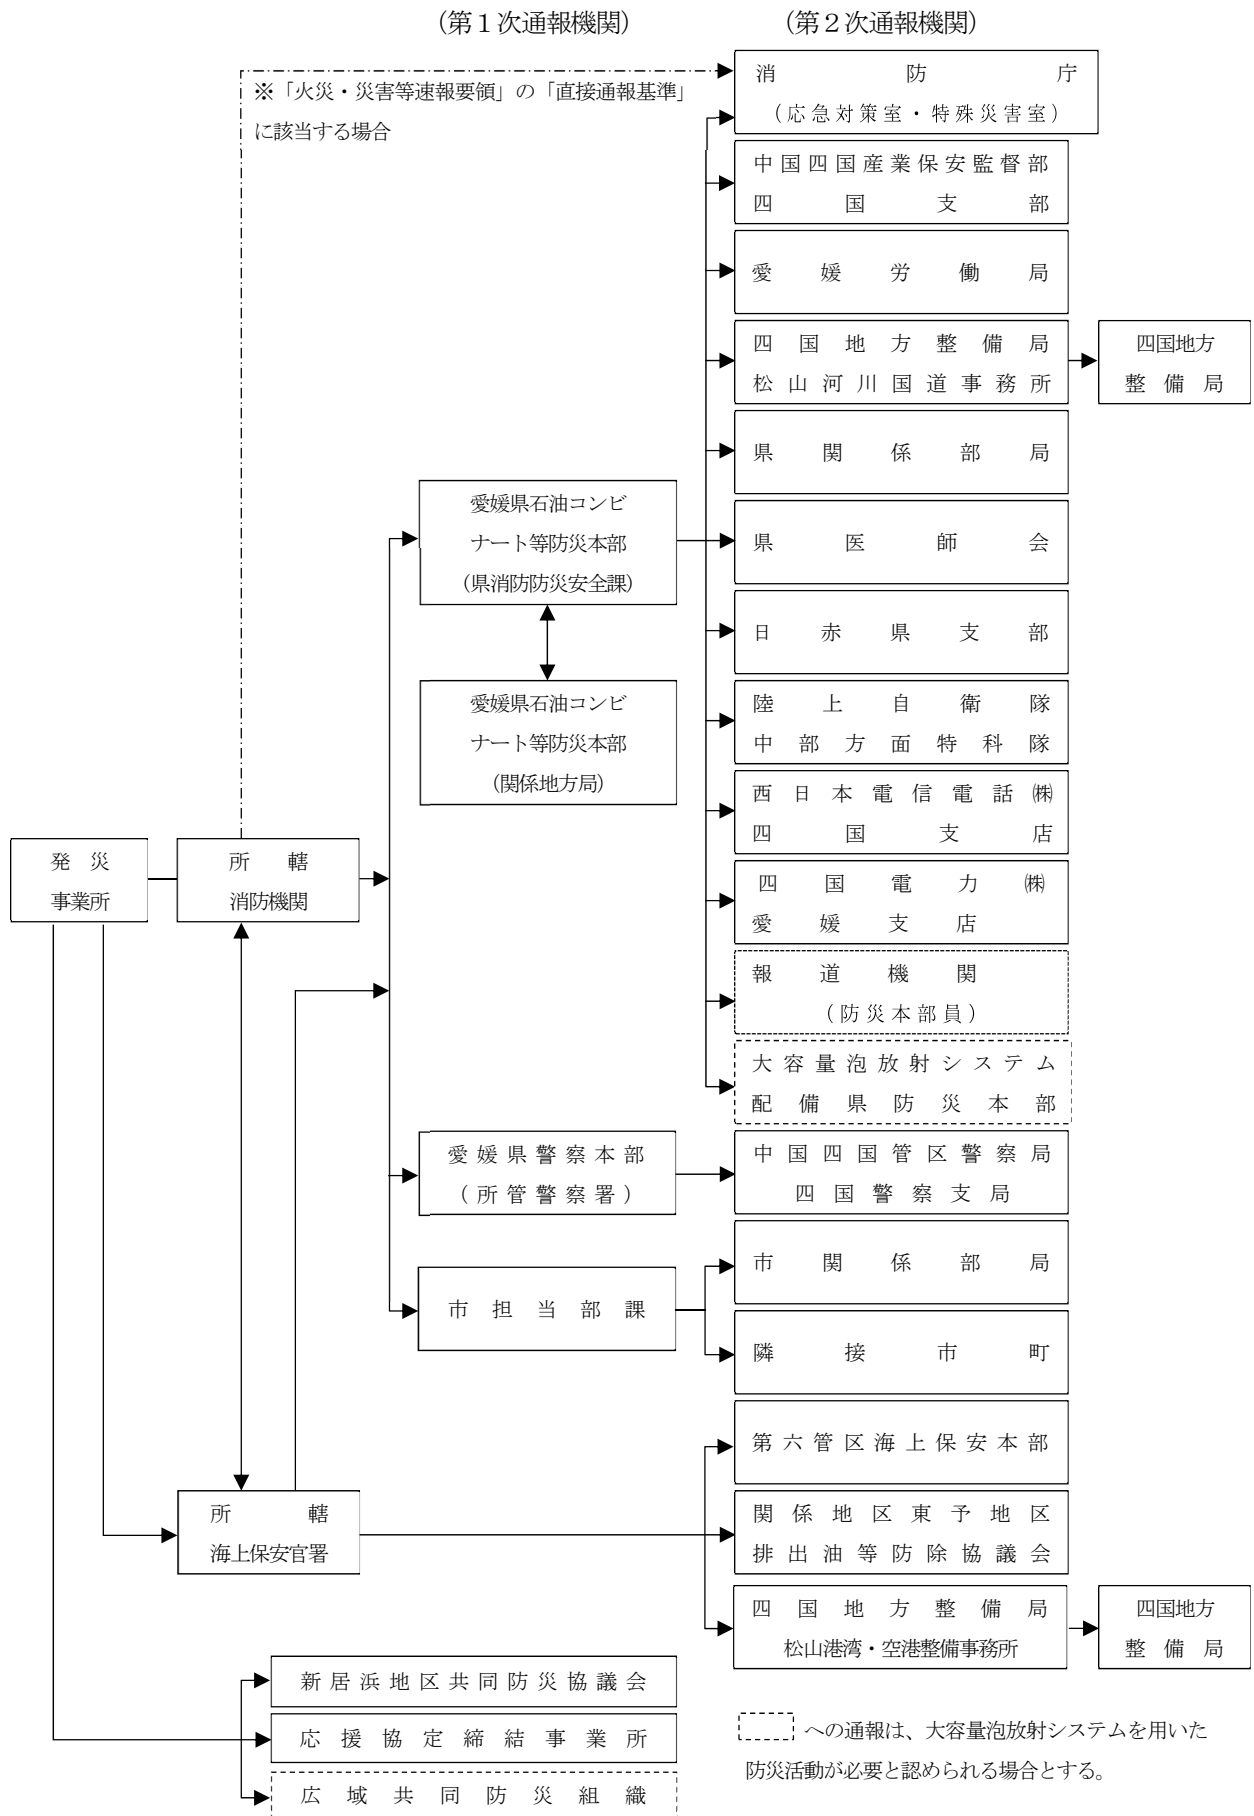 (第１次通報機関)
(第２次通報機関)
※「火災・災害等速報要領」の「直接通報基準」
に該当する場合
消防庁
（応急対策室・特殊災害室）
中国四国産業保安監督部
四国支部
愛媛労働局
四国地方整備局
松山河川国道事務所
四国地方
整備局
県関係部局
愛媛県石油コンビ
ナート等防災本部
(県消防防災安全課)
県医師会
日赤県支部
愛媛県石油コンビ
ナート等防災本部
(関係地方局)
陸上自衛隊
中部方面特科隊
西日本電信電話㈱
四国支店
発災
事業所
所轄
消防機関
四国電力㈱
愛媛支店
報道機関
（防災本部員）
大容量泡放射システム
配備県防災本部
愛媛県警察本部
（所管警察署）
中国四国管区警察局
四国警察支局
市担当部課
市関係部局
隣接市町
第六管区海上保安本部
所轄
海上保安官署
関係地区東予地区
排出油等防除協議会
四国地方整備局
松山港湾・空港整備事務所
四国地方
整備局
新居浜地区共同防災協議会
応援協定締結事業所
広域共同防災組織
への通報は、大容量泡放射システムを用いた
防災活動が必要と認められる場合とする。